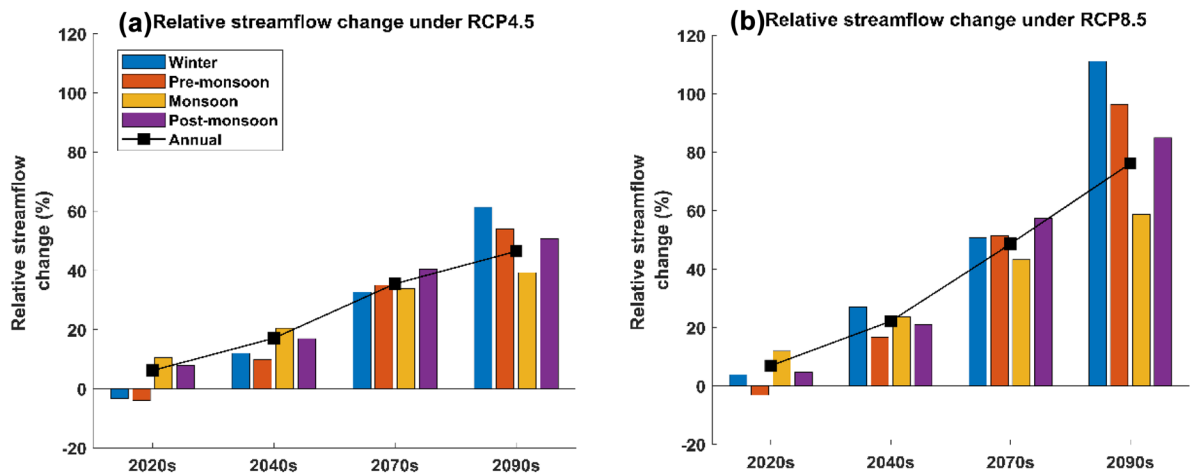 (a) Relative streamflow change under RCP4.5
120
100
80
60
40
20
0
-20
Relative streamflow
change (%)
Winter
Pre-monsoon
Monsoon
Post-monsoon
Annual
2020s 2040s 2070s 2090s
(b) Relative streamflow change under RCP8.5
120
100
80
60
40
20
0
-20
Relative streamflow
change (%)
2020s 2040s 2070s 2090s